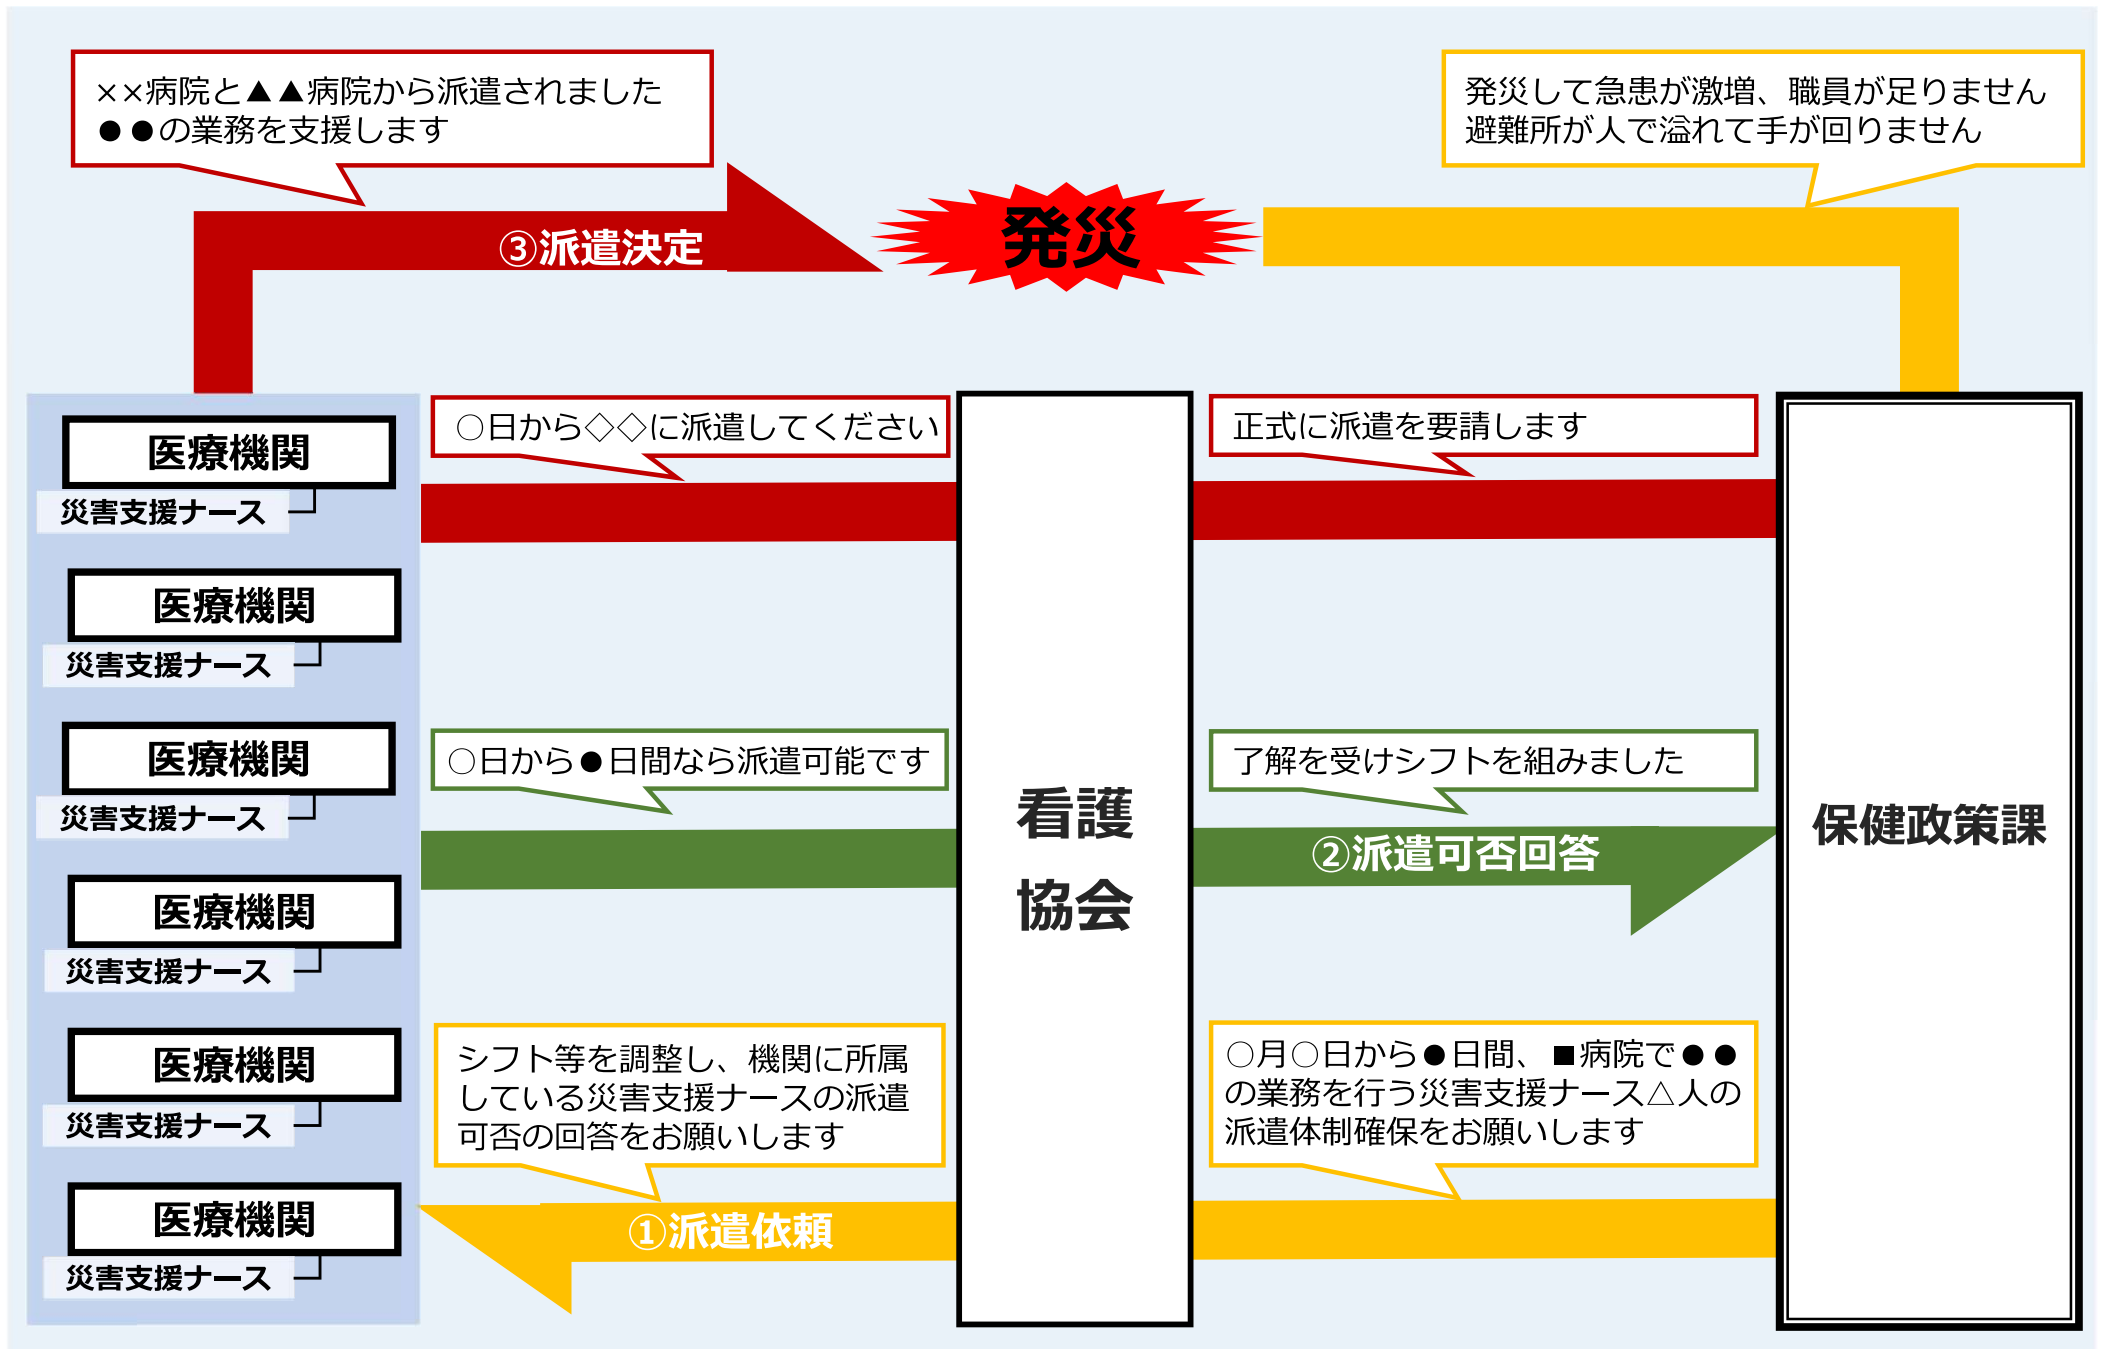 ××病院と▲▲病院から派遣されました
●●の業務を支援します
発災して急患が激増、職員が足りません
避難所が人で溢れて手が回りません
③派遣決定
発災
医療機関
災害支援ナース
医療機関
災害支援ナース
医療機関
災害支援ナース
医療機関
災害支援ナース
医療機関
災害支援ナース
医療機関
災害支援ナース
○日から◇◇に派遣してください
正式に派遣を要請します
○日から●日間なら派遣可能です
了解を受けシフトを組みました
②派遣可否回答
看護
協会
保健政策課
シフト等を調整し、機関に所属
している災害支援ナースの派遣
可否の回答をお願いします
○月○日から●日間、■病院で●●
の業務を行う災害支援ナース△人の
派遣体制確保をお願いします
①派遣依頼